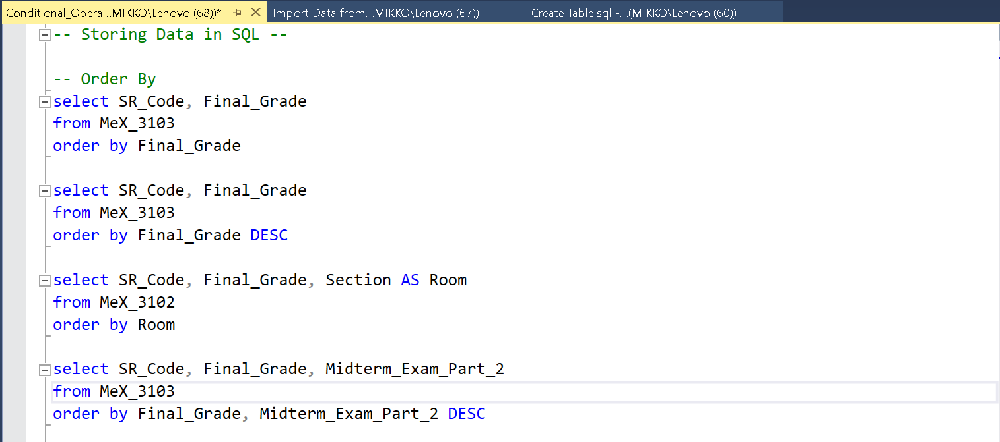 Conditional_Opera...MIKKO\Lenovo (68))* Import Data from...MIKKO\Lenovo (67)) Create Table.sql -...(MIKKO\Lenovo (60))
-- Storing Data in SQL --
-- Order By
select SR_Code, Final_Grade
from MeX_3103
order by Final_Grade
select SR_Code, Final_Grade
from MeX_3103
order by Final_Grade DESC
select SR_Code, Final_Grade, Section AS Room
from MeX_3102
order by Room
select SR_Code, Final_Grade, Midterm_Exam_Part_2
from MeX_3103
order by Final_Grade, Midterm_Exam_Part_2 DESC